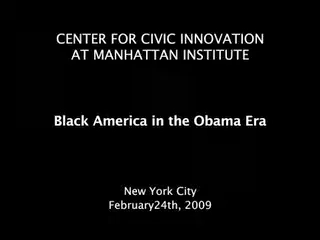 CENTER FOR CIVIC INNOVATION
AT MANHATTAN INSTITUTE
Black America in the Obama Era
New York City
February24th, 2009